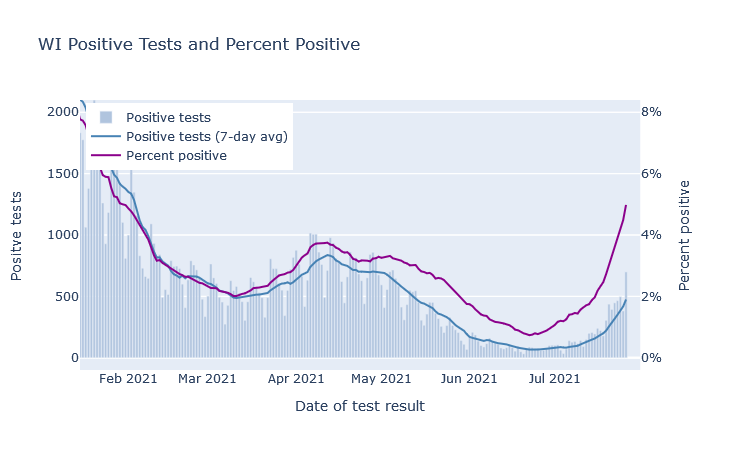 WI Positive Tests and Percent Positive
Positive tests
Positive tests (7-day avg)
Percent positive
2000
1500
1000
500
0
8%
6%
4%
2%
0%
Positve tests
Percent positive
Feb 2021 Mar 2021 Apr 2021 May 2021 Jun 2021 Jul 2021
Date of test result